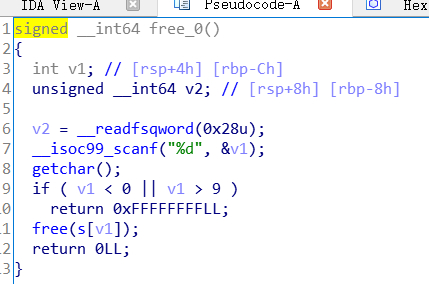 IDA View-A Pseudocode-A Hex
1 signed __int64 free_0()
2 {
3 int v1; // [rsp+4h] [rbp-Ch]
4 unsigned __int64 v2; // [rsp+8h] [rbp-8h]
5
6 v2 = __readfsqword(0x28u);
7 __isoc99_scanf("%d", &v1);
8 getchar();
9 if ( v1 < 0 || v1 > 9 )
10 return 0xFFFFFFFFLL;
11 free(s[v1]);
12 return 0LL;
13 }